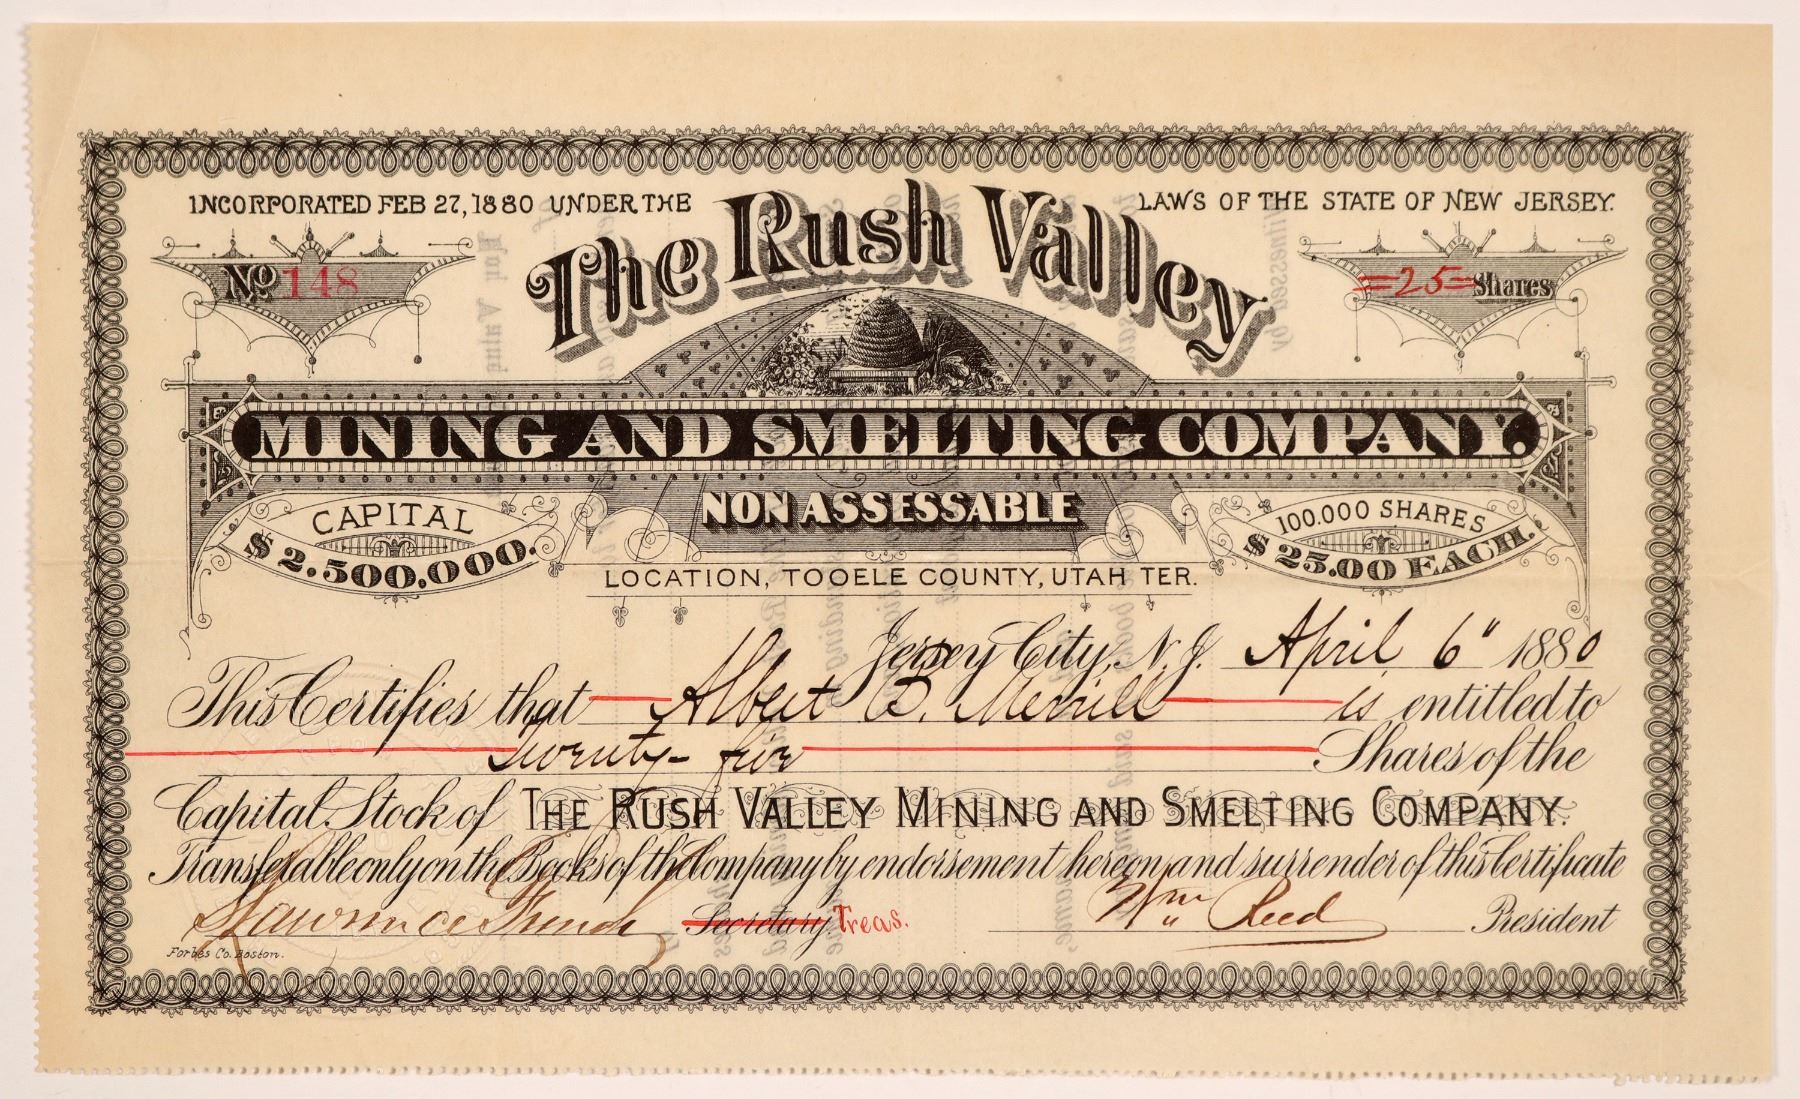 INCORPORATED FEB 27, 1880 UNDER THE LAWS OF THE STATE OF NEW JERSEY.
No 148
The Rush Valley
=25= Shares
MINING AND SMELTING COMPANY.
NON ASSESSABLE
CAPITAL
$2.500.000.
100.000 SHARES
$25.00 EACH.
LOCATION, TOOELE COUNTY, UTAH TER.
Jersey City, N.J. April 6" 1880
This Certifies that Albert B. Merrill is entitled to
Twenty-five Shares of the
Capital Stock of THE RUSH VALLEY MINING AND SMELTING COMPANY.
Transferable only on the Books of the Company by endorsement hereon and surrender of this Certificate
Lawrence Secretary Treas. Wm Reed President
Forbes Co. Boston.